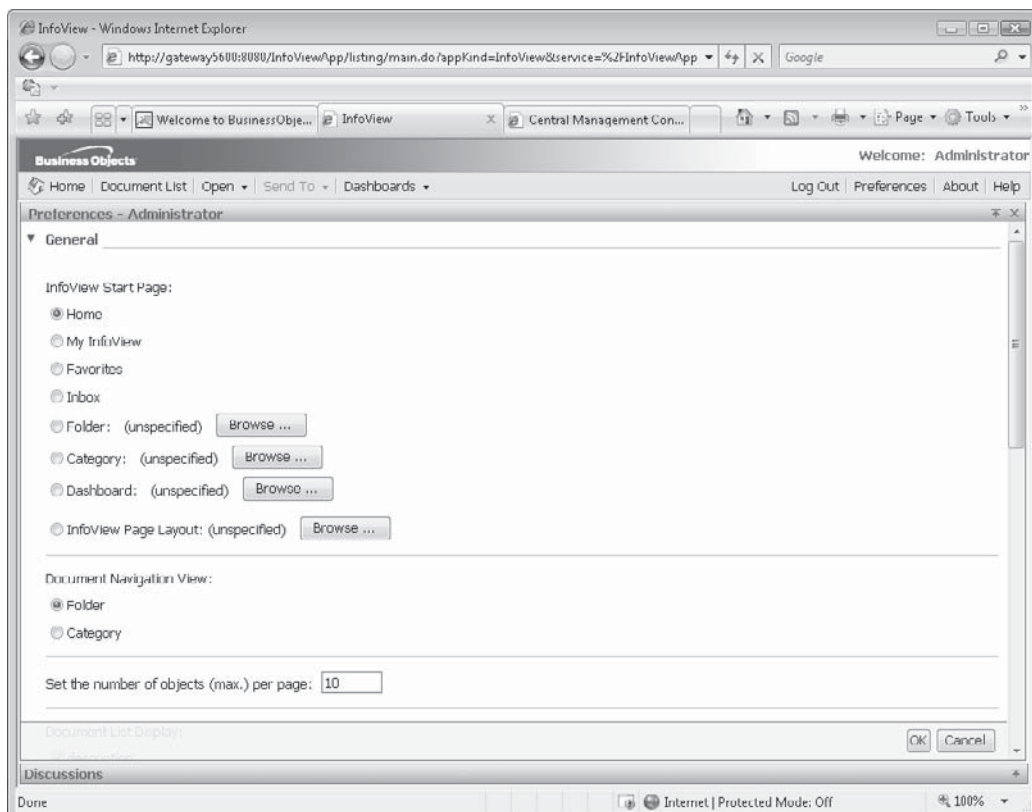 InfoView - Windows Internet Explorer
http://gateway5600:8080/InfoViewApp/listing/main.do?appKind=InfoView&service=%2FInfoViewApp
Google
Welcome to BusinessObje... InfoView Central Management Con... Page Tools
Business Objects Welcome: Administrator
Home Document List Open Send To Dashboards Log Out Preferences About Help
Preferences - Administrator
General
InfoView Start Page:
Home
My InfoView
Favorites
Inbox
Folder: (unspecified) Browse ...
Category: (unspecified) Browse ...
Dashboard: (unspecified) Browse ...
InfoView Page Layout: (unspecified) Browse ...
Document Navigation View:
Folder
Category
Set the number of objects (max.) per page: 10
Document List Display:
description
OK Cancel
Discussions
Done Internet | Protected Mode: Off 100%